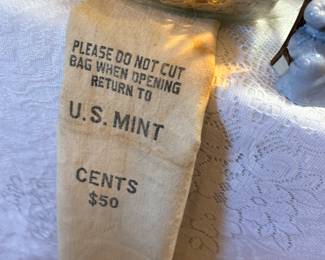 PLEASE DO NOT CUT
BAG WHEN OPENING
RETURN TO
U.S. MINT
CENTS
$50